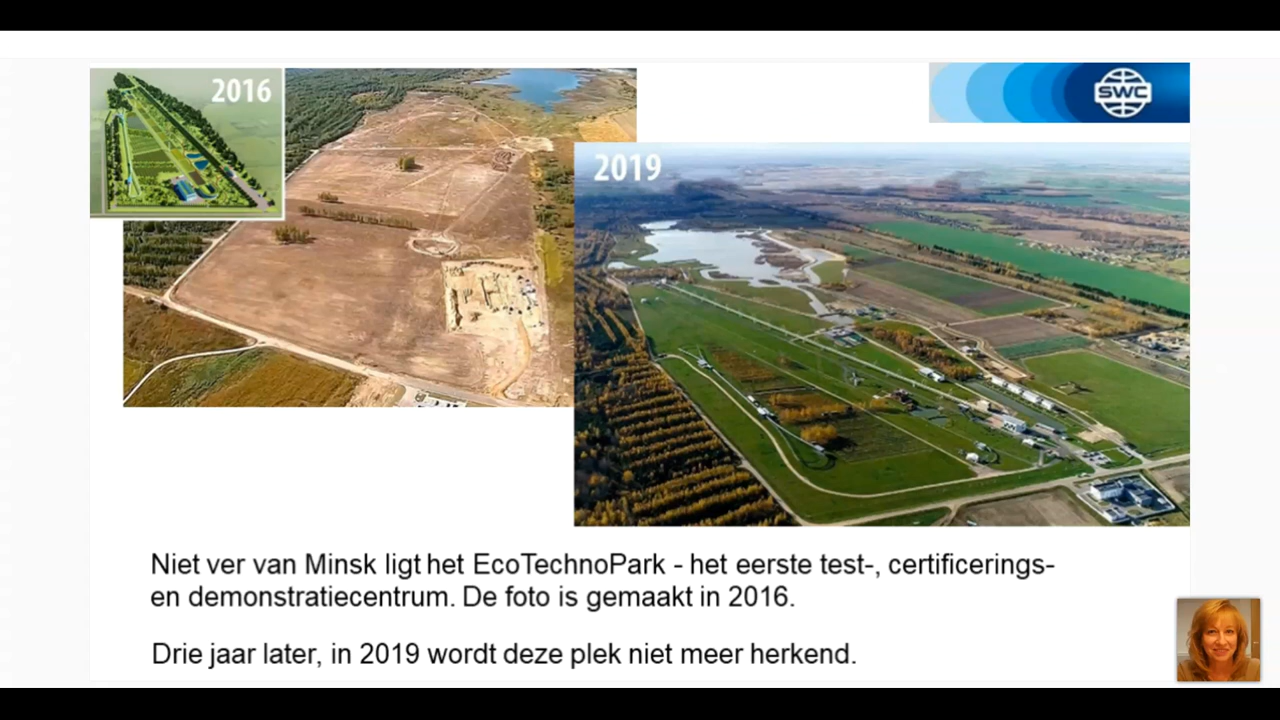 2016
SWC
2019
Niet ver van Minsk ligt het EcoTechnoPark - het eerste test-, certificerings-
en demonstratiecentrum. De foto is gemaakt in 2016.
Drie jaar later, in 2019 wordt deze plek niet meer herkend.